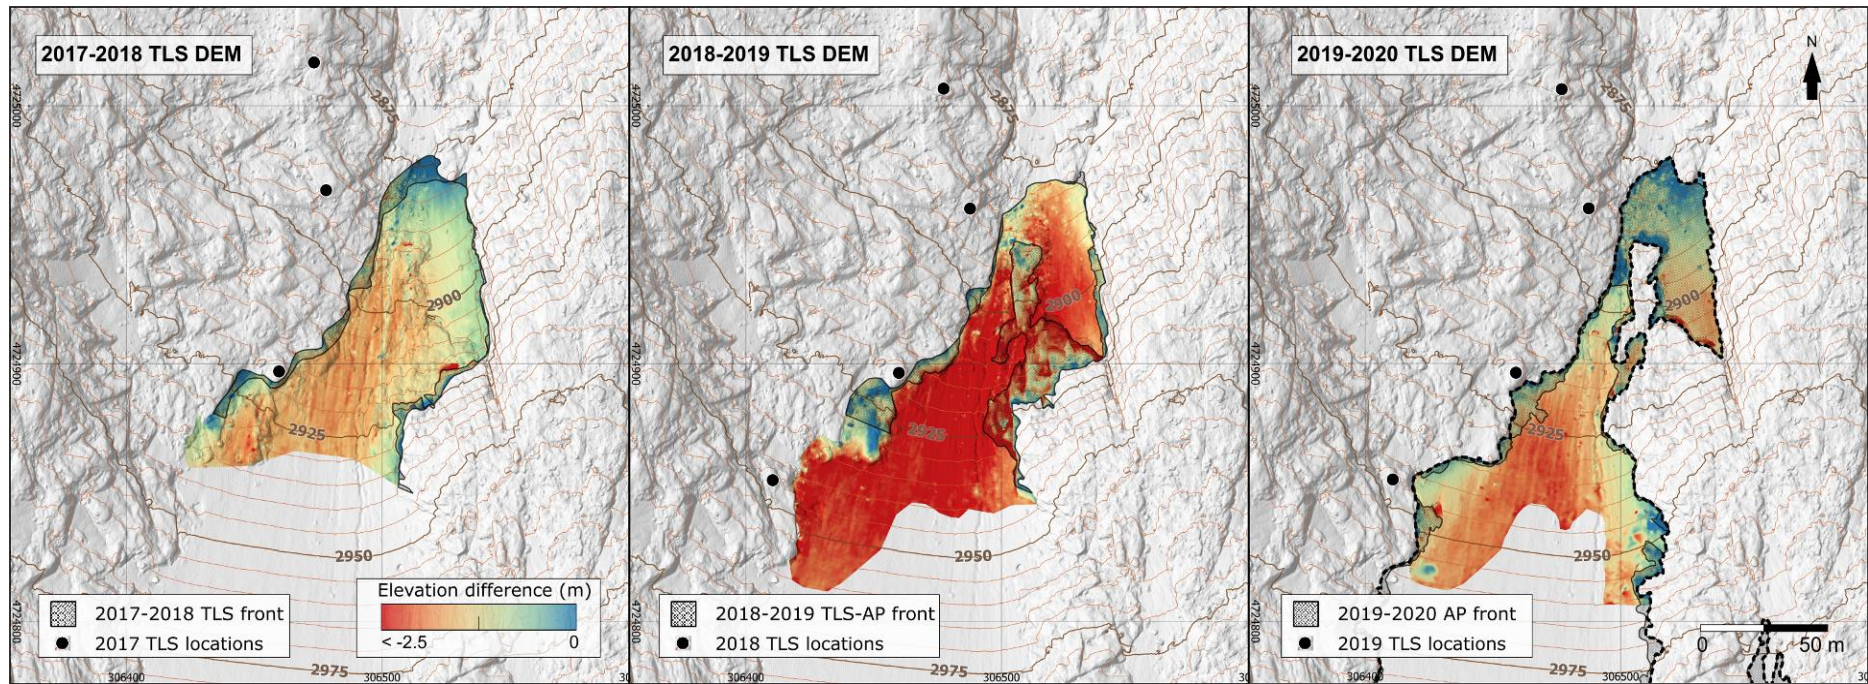 2017-2018 TLS DEM
2875
4725000
2900
4724900
2925
2950
Elevation difference (m)
< -2.5 0
2017-2018 TLS front
2017 TLS locations
4724800
2975
306400 306500
2018-2019 TLS DEM
2875
4725000
2900
4724900
2925
2950
2018-2019 TLS-AP front
2018 TLS locations
4724800
2975
306400 306500
2019-2020 TLS DEM
N
2875
4725000
2900
4724900
2925
2950
2019-2020 AP front
2019 TLS locations
0 50 m
4724800
2975
306400 306500